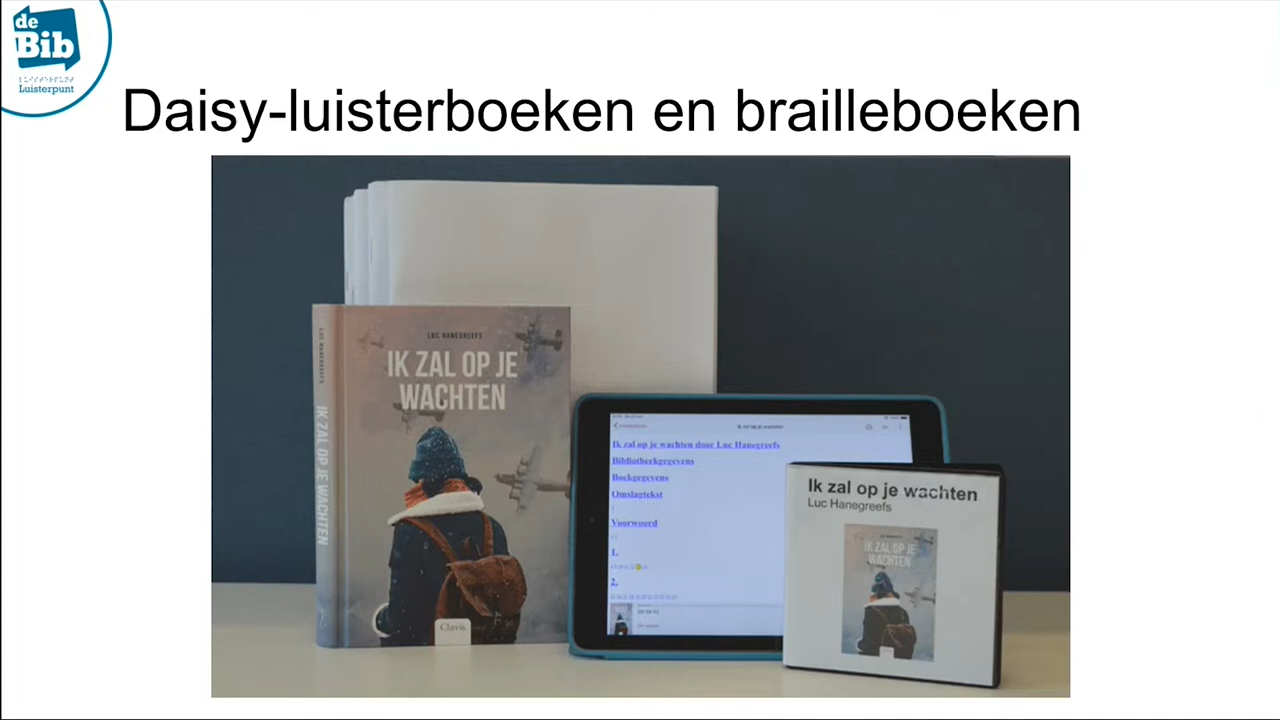 de
Bib
Luisterpunt
Daisy-luisterboeken en brailleboeken
LUC HANEGREEFS
IK ZAL OP JE
WACHTEN
LUC HANEGREEFS
IK ZAL OP JE WACHTEN
Clavis
Ik zal op je wachten door Luc Hanegreefs
Bibliotheekgegevens
Boekgegevens
Omslagtekst
Voorwoord
1.
2.
Ik zal op je wachten
Luc Hanegreefs
IK ZAL OP JE
WACHTEN